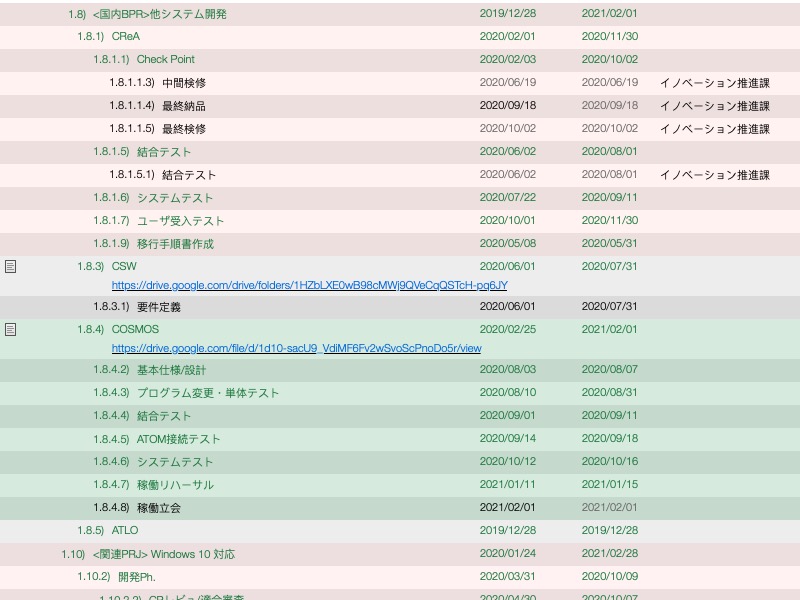 1.8) <国内BPR>他システム開発 2019/12/28 2021/02/01
1.8.1) CReA 2020/02/01 2020/11/30
1.8.1.1) Check Point 2020/02/03 2020/10/02
1.8.1.1.3) 中間検修 2020/06/19 2020/06/19 イノベーション推進課
1.8.1.1.4) 最終納品 2020/09/18 2020/09/18 イノベーション推進課
1.8.1.1.5) 最終検修 2020/10/02 2020/10/02 イノベーション推進課
1.8.1.5) 結合テスト 2020/06/02 2020/08/01
1.8.1.5.1) 結合テスト 2020/06/02 2020/08/01 イノベーション推進課
1.8.1.6) システムテスト 2020/07/22 2020/09/11
1.8.1.7) ユーザ受入テスト 2020/10/01 2020/11/30
1.8.1.9) 移行手順書作成 2020/05/08 2020/05/31
1.8.3) CSW 2020/06/01 2020/07/31
https://drive.google.com/drive/folders/1HZbLXE0wB98cMWj9QVeCqQSTcH-pq6JY
1.8.3.1) 要件定義 2020/06/01 2020/07/31
1.8.4) COSMOS 2020/02/25 2021/02/01
https://drive.google.com/file/d/1d10-sacU9_VdiMF6Fv2wSvoScPnoDo5r/view
1.8.4.2) 基本仕様/設計 2020/08/03 2020/08/07
1.8.4.3) プログラム変更・単体テスト 2020/08/10 2020/08/31
1.8.4.4) 結合テスト 2020/09/01 2020/09/11
1.8.4.5) ATOM接続テスト 2020/09/14 2020/09/18
1.8.4.6) システムテスト 2020/10/12 2020/10/16
1.8.4.7) 稼働リハーサル 2021/01/11 2021/01/15
1.8.4.8) 稼働立会 2021/02/01 2021/02/01
1.8.5) ATLO 2019/12/28 2019/12/28
1.10) <関連PRJ> Windows 10 対応 2020/01/24 2021/02/28
1.10.2) 開発Ph. 2020/03/31 2020/10/09
1.10.2.2) CPレビュ/適合審査 2020/04/30 2020/10/07